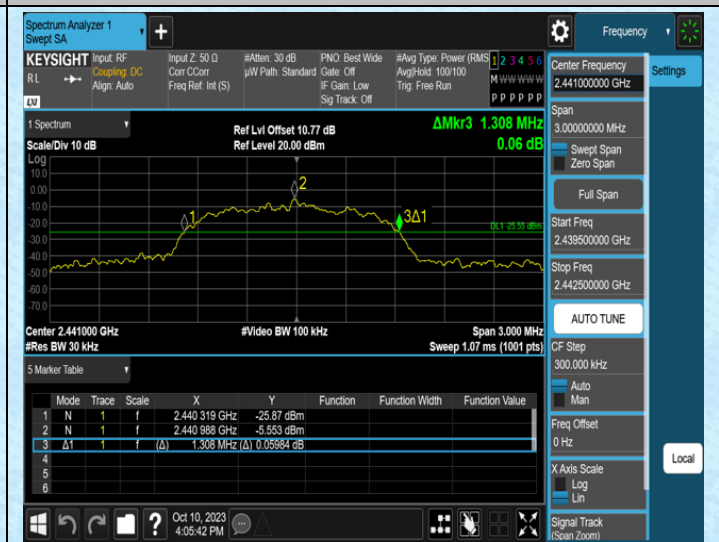 Spectrum Analyzer 1
Swept SA
+
Frequency
KEYSIGHT Input: RF Input Z: 50 Ω #Atten: 30 dB PNO: Best Wide #Avg Type: Power (RMS 1 2 3 4 5 6
RL Coupling: DC Corr CCorr µW Path: Standard Gate: Off Avg|Hold: 100/100 M W W W W W
Align: Auto Freq Ref: Int (S) IF Gain: Low Trig: Free Run
LXI Sig Track: Off P P P P P P
1 Spectrum Ref Lvl Offset 10.77 dB ΔMkr3 1.308 MHz
Scale/Div 10 dB Ref Level 20.00 dBm 0.06 dB
Log
10.0
0.00
-10.0
-20.0
-30.0
-40.0
-50.0
-60.0
-70.0
1
2
3Δ1
DL1 -25.55 dBm
Center 2.441000 GHz #Video BW 100 kHz Span 3.000 MHz
#Res BW 30 kHz Sweep 1.07 ms (1001 pts)
5 Marker Table
Mode Trace Scale X Y Function Function Width Function Value
1 N 1 f 2.440 319 GHz -25.87 dBm
2 N 1 f 2.440 988 GHz -5.553 dBm
3 Δ1 1 f (Δ) 1.308 MHz (Δ) 0.05984 dB
4
5
6
? Oct 10, 2023
4:05:42 PM
Center Frequency
2.441000000 GHz
Span
3.00000000 MHz
Swept Span
Zero Span
Full Span
Start Freq
2.439500000 GHz
Stop Freq
2.442500000 GHz
AUTO TUNE
CF Step
300.000 kHz
Auto
Man
Freq Offset
0 Hz
X Axis Scale
Log
Lin
Signal Track
(Span Zoom)
Settings
Local